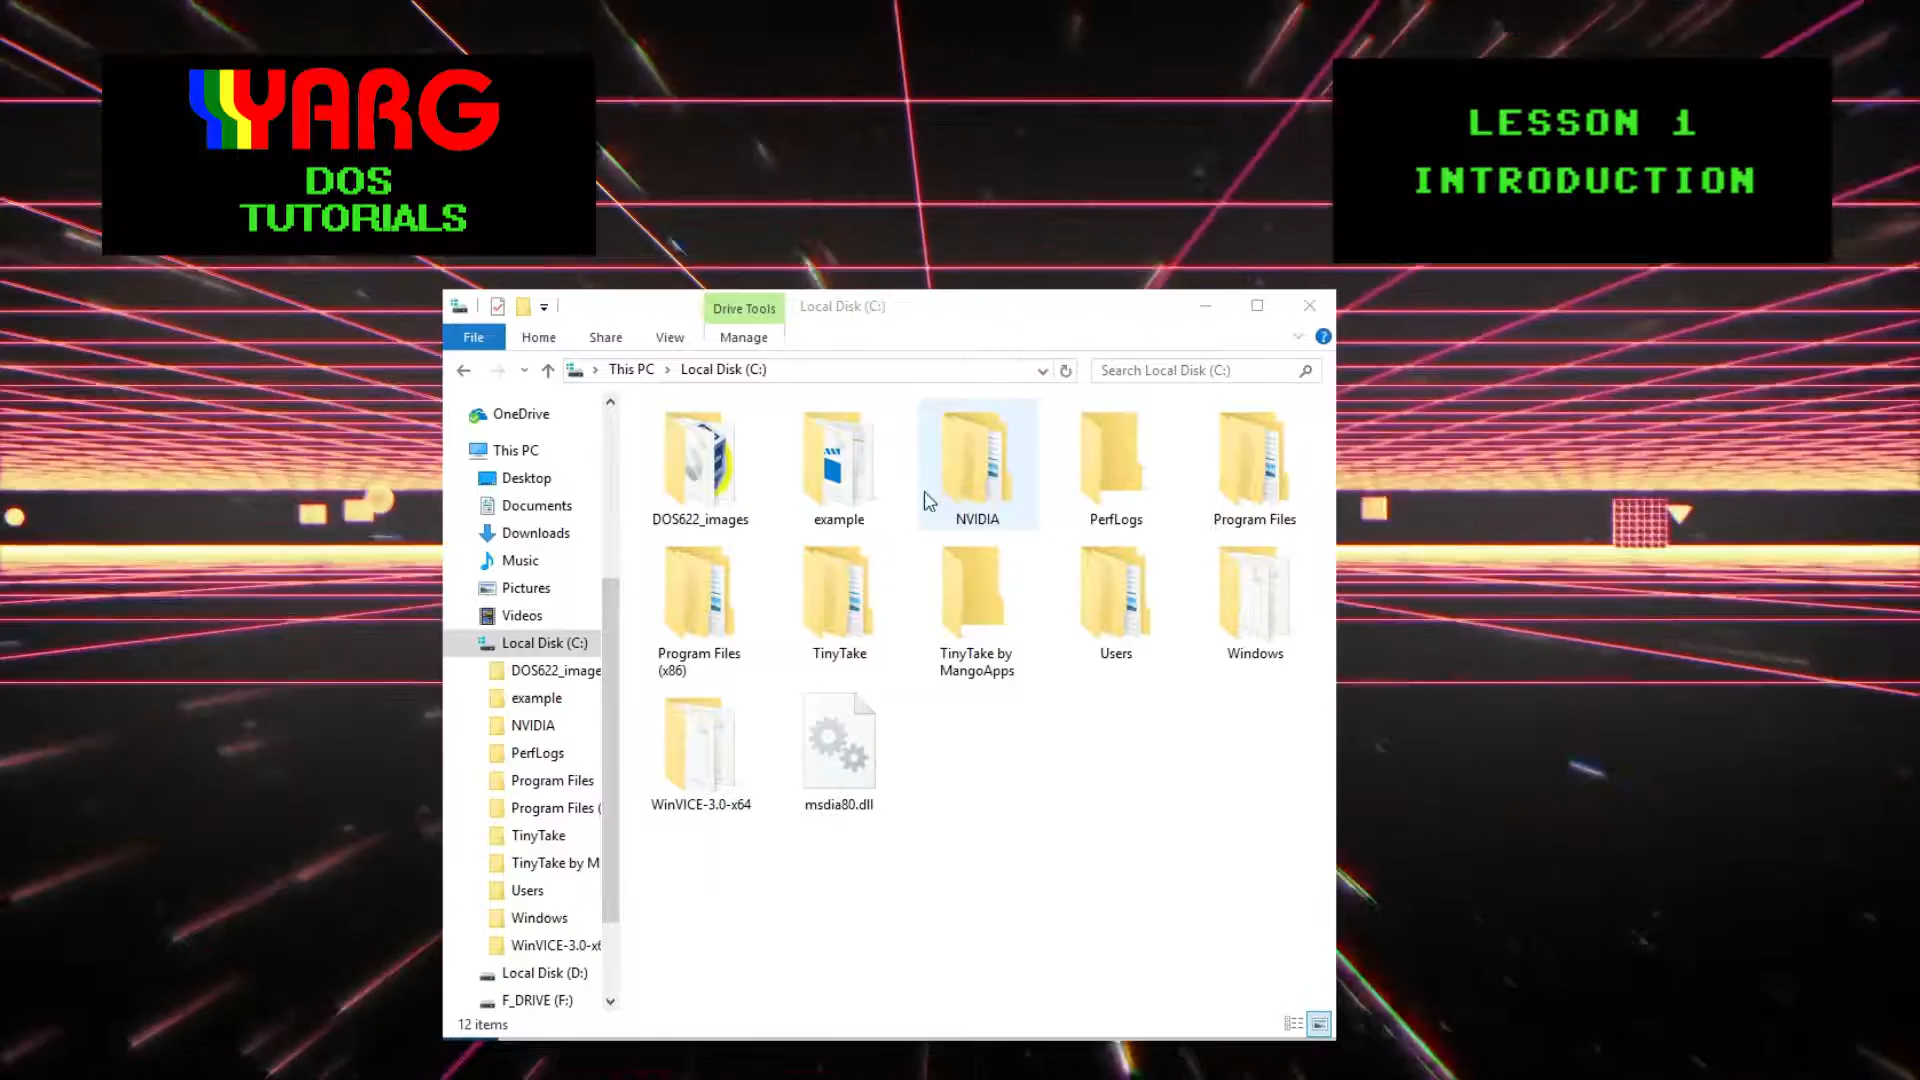 YARG
DOS
TUTORIALS
LESSON 1
INTRODUCTION
Drive Tools
Local Disk (C:)
File
Home
Share
View
Manage
This PC
Local Disk (C:)
Search Local Disk (C:)
OneDrive
This PC
Desktop
Documents
Downloads
Music
Pictures
Videos
Local Disk (C:)
DOS622_image
example
NVIDIA
PerfLogs
Program Files
Program Files (
TinyTake
TinyTake by M
Users
Windows
WinVICE-3.0-x6
Local Disk (D:)
F_DRIVE (F:)
DOS622_images
example
NVIDIA
PerfLogs
Program Files
Program Files
(x86)
TinyTake
TinyTake by
MangoApps
Users
Windows
WinVICE-3.0-x64
msdia80.dll
12 items